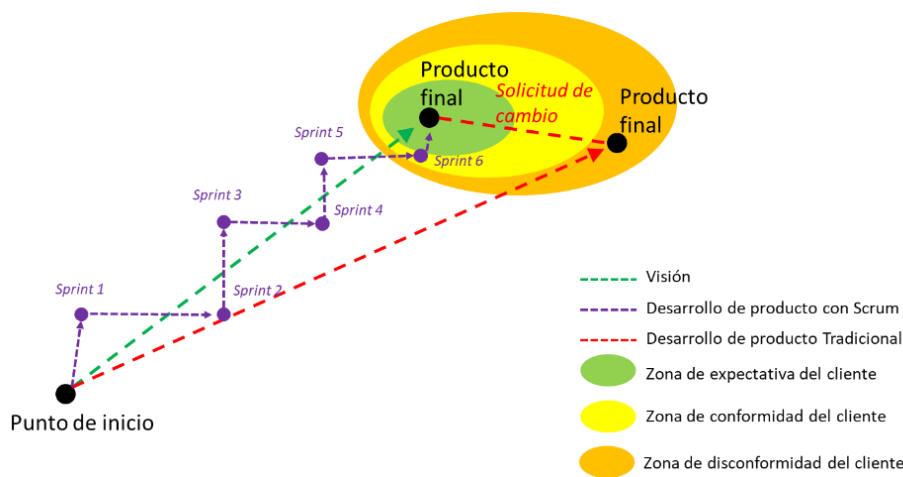 Producto
final
Solicitud de
cambio
Producto
final
Sprint 5
Sprint 6
Sprint 3
Sprint 4
Sprint 1
Sprint 2
Punto de inicio
Visión
Desarrollo de producto con Scrum
Desarrollo de producto Tradicional
Zona de expectativa del cliente
Zona de conformidad del cliente
Zona de disconformidad del cliente